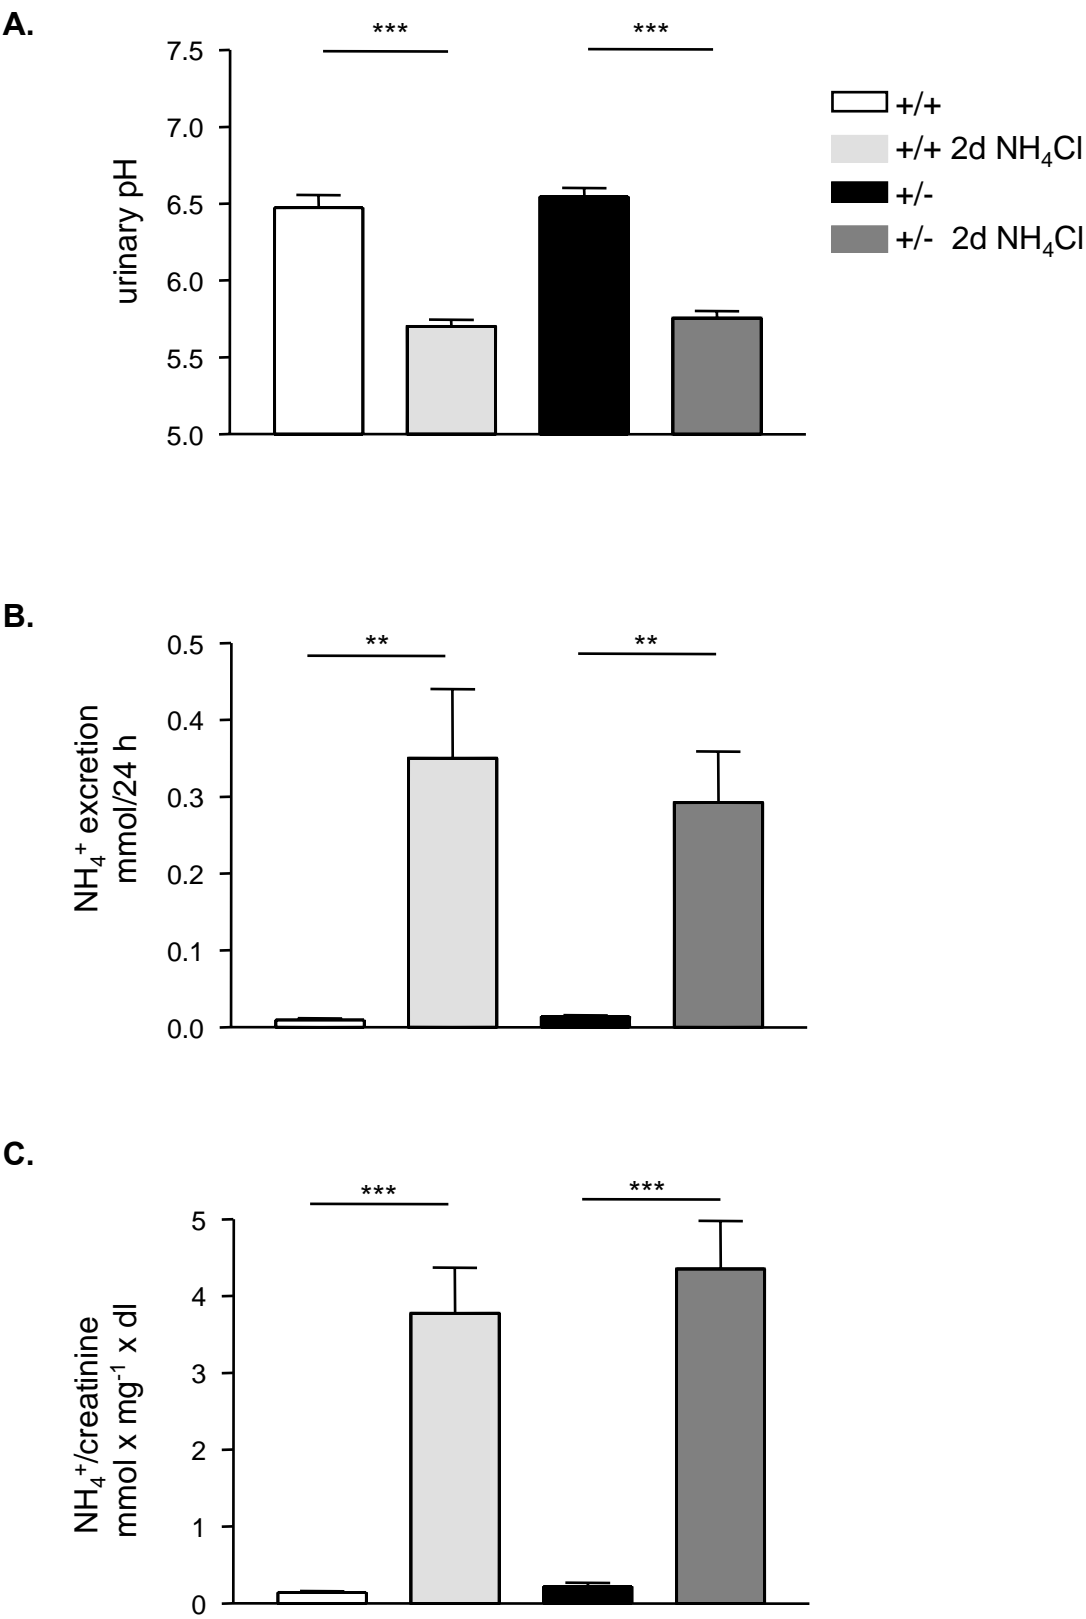 A.
***
***
7.5
7.0
6.5
6.0
5.5
5.0
urinary pH
+/+
+/+ 2d NH₄Cl
+/-
+/- 2d NH₄Cl
B.
**
**
0.5
0.4
0.3
0.2
0.1
0.0
NH₄⁺ excretion
mmol/24 h
C.
***
***
5
4
3
2
1
0
NH₄⁺/creatinine
mmol x mg⁻¹ x dl